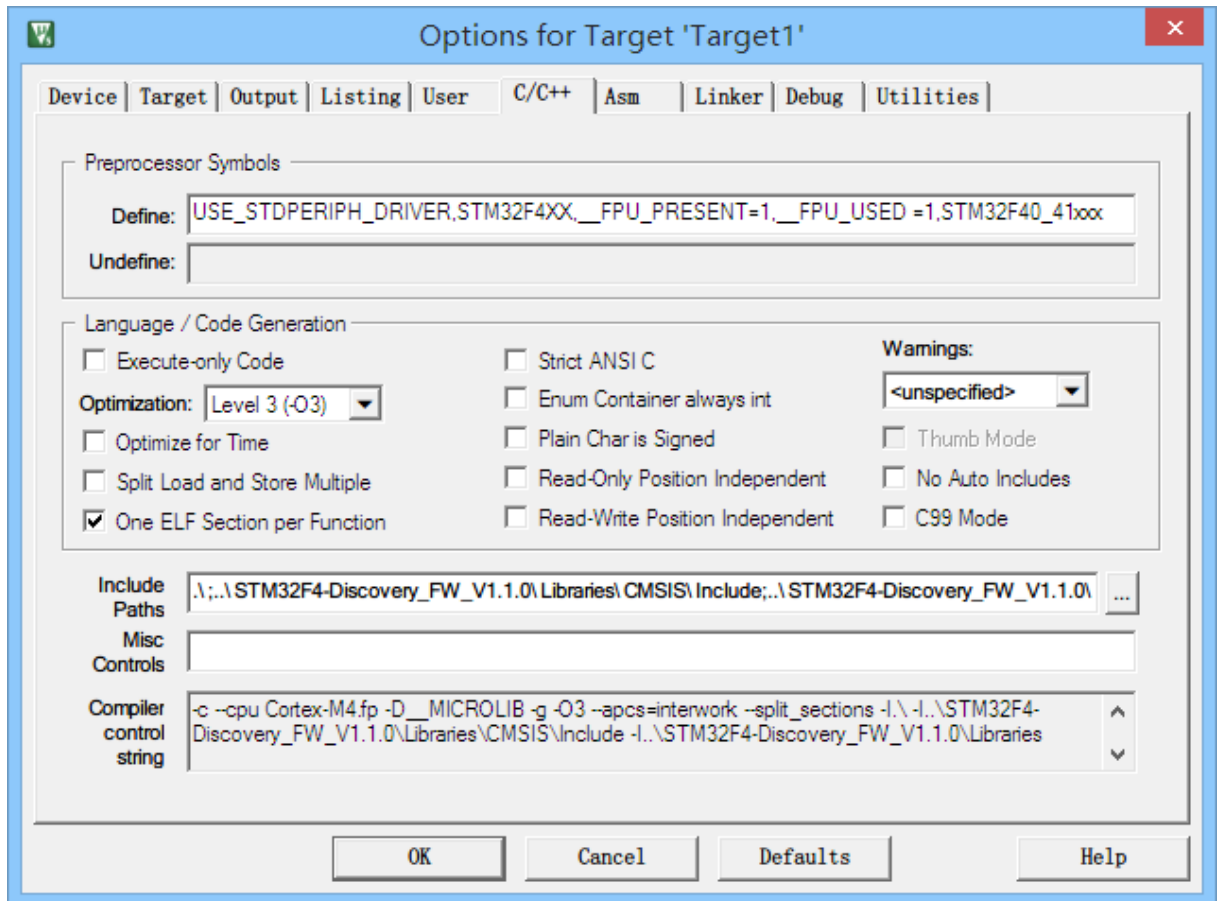 Options for Target 'Target1'
Device Target Output Listing User C/C++ Asm Linker Debug Utilities
Preprocessor Symbols
Define: USE_STDPERIPH_DRIVER,STM32F4XX,__FPU_PRESENT=1,__FPU_USED =1,STM32F40_41xxx
Undefine:
Language / Code Generation
Execute-only Code
Optimization: Level 3 (-O3)
Optimize for Time
Split Load and Store Multiple
One ELF Section per Function
Strict ANSI C
Enum Container always int
Plain Char is Signed
Read-Only Position Independent
Read-Write Position Independent
Warnings:
<unspecified>
Thumb Mode
No Auto Includes
C99 Mode
Include
Paths
.\;..\STM32F4-Discovery_FW_V1.1.0\Libraries\CMSIS\Include;..\STM32F4-Discovery_FW_V1.1.0\
...
Misc
Controls
Compiler
control
string
-c --cpu Cortex-M4.fp -D__MICROLIB -g -O3 --apcs=interwork --split_sections -I.\ -I..\STM32F4-
Discovery_FW_V1.1.0\Libraries\CMSIS\Include -I..\STM32F4-Discovery_FW_V1.1.0\Libraries
OK Cancel Defaults Help